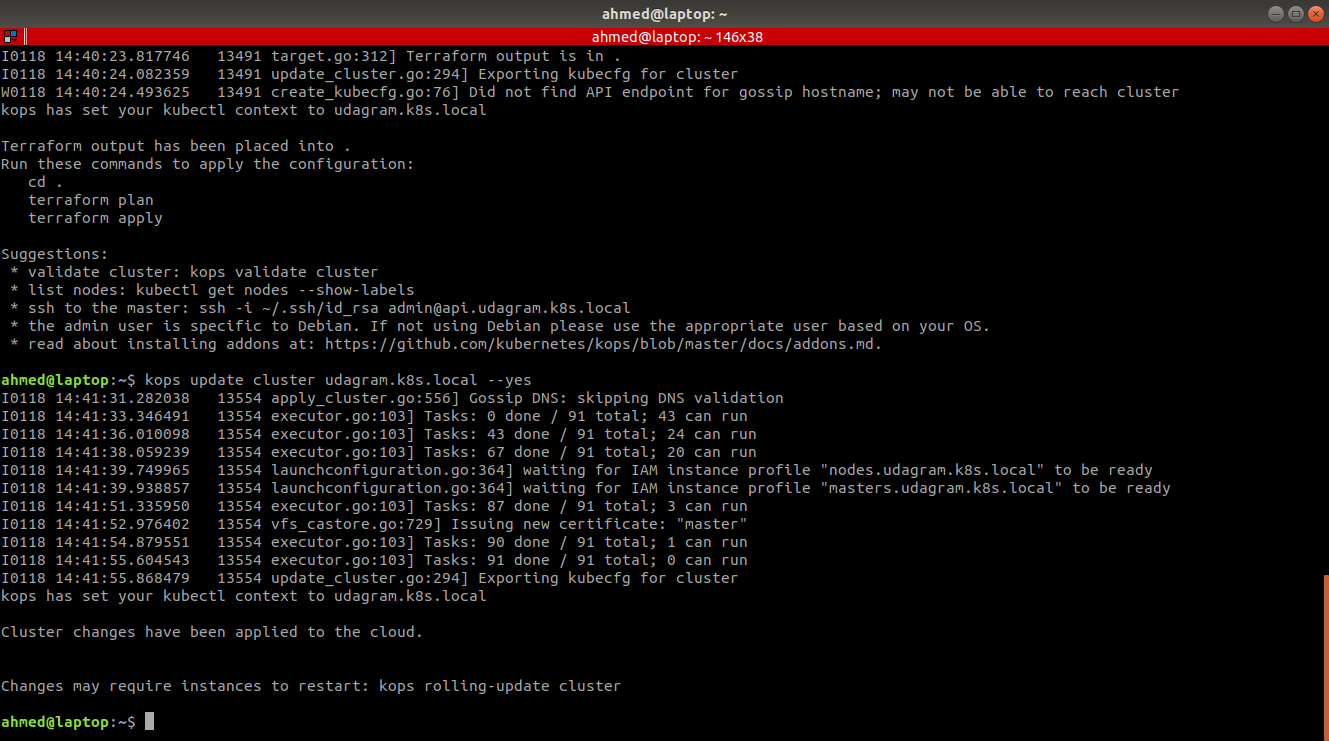 ahmed@laptop: ~
ahmed@laptop: ~ 146x38
I0118 14:40:23.817746   13491 target.go:312] Terraform output is in .
I0118 14:40:24.082359   13491 update_cluster.go:294] Exporting kubecfg for cluster
W0118 14:40:24.493625   13491 create_kubecfg.go:76] Did not find API endpoint for gossip hostname; may not be able to reach cluster
kops has set your kubectl context to udagram.k8s.local
Terraform output has been placed into .
Run these commands to apply the configuration:
   cd .
   terraform plan
   terraform apply
Suggestions:
 * validate cluster: kops validate cluster
 * list nodes: kubectl get nodes --show-labels
 * ssh to the master: ssh -i ~/.ssh/id_rsa admin@api.udagram.k8s.local
 * the admin user is specific to Debian. If not using Debian please use the appropriate user based on your OS.
 * read about installing addons at: https://github.com/kubernetes/kops/blob/master/docs/addons.md.
ahmed@laptop:~$ kops update cluster udagram.k8s.local --yes
I0118 14:41:31.282038   13554 apply_cluster.go:556] Gossip DNS: skipping DNS validation
I0118 14:41:33.346491   13554 executor.go:103] Tasks: 0 done / 91 total; 43 can run
I0118 14:41:36.010098   13554 executor.go:103] Tasks: 43 done / 91 total; 24 can run
I0118 14:41:38.059239   13554 executor.go:103] Tasks: 67 done / 91 total; 20 can run
I0118 14:41:39.749965   13554 launchconfiguration.go:364] waiting for IAM instance profile "nodes.udagram.k8s.local" to be ready
I0118 14:41:39.938857   13554 launchconfiguration.go:364] waiting for IAM instance profile "masters.udagram.k8s.local" to be ready
I0118 14:41:51.335950   13554 executor.go:103] Tasks: 87 done / 91 total; 3 can run
I0118 14:41:52.976402   13554 vfs_castore.go:729] Issuing new certificate: "master"
I0118 14:41:54.879551   13554 executor.go:103] Tasks: 90 done / 91 total; 1 can run
I0118 14:41:55.604543   13554 executor.go:103] Tasks: 91 done / 91 total; 0 can run
I0118 14:41:55.868479   13554 update_cluster.go:294] Exporting kubecfg for cluster
kops has set your kubectl context to udagram.k8s.local
Cluster changes have been applied to the cloud.
Changes may require instances to restart: kops rolling-update cluster
ahmed@laptop:~$